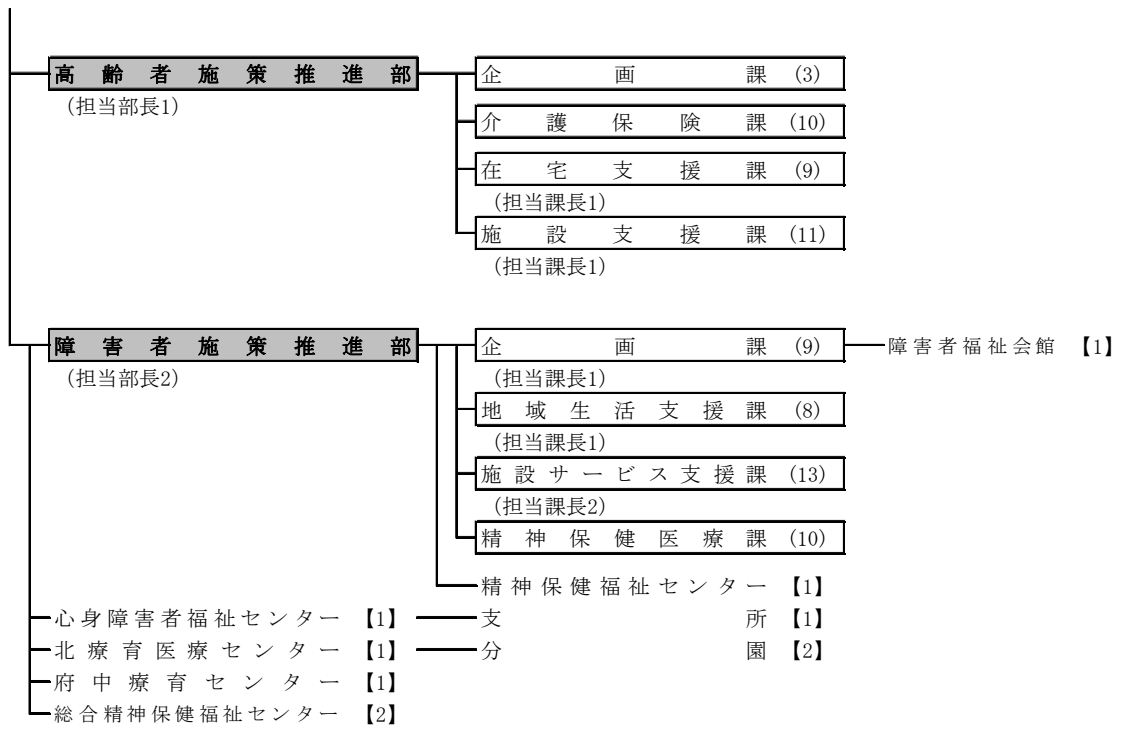 高齢者施策推進部 企画課 (3)
(担当部長1)
介護保険課 (10)
在宅支援課 (9)
(担当課長1)
施設支援課 (11)
(担当課長1)
障害者施策推進部 企画課 (9) 障害者福祉会館 【1】
(担当部長2) (担当課長1)
地域生活支援課 (8)
(担当課長1)
施設サービス支援課 (13)
(担当課長2)
精神保健医療課 (10)
精神保健福祉センター 【1】
心身障害者福祉センター 【1】 支所 【1】
北療育医療センター 【1】 分園 【2】
府中療育センター 【1】
総合精神保健福祉センター 【2】